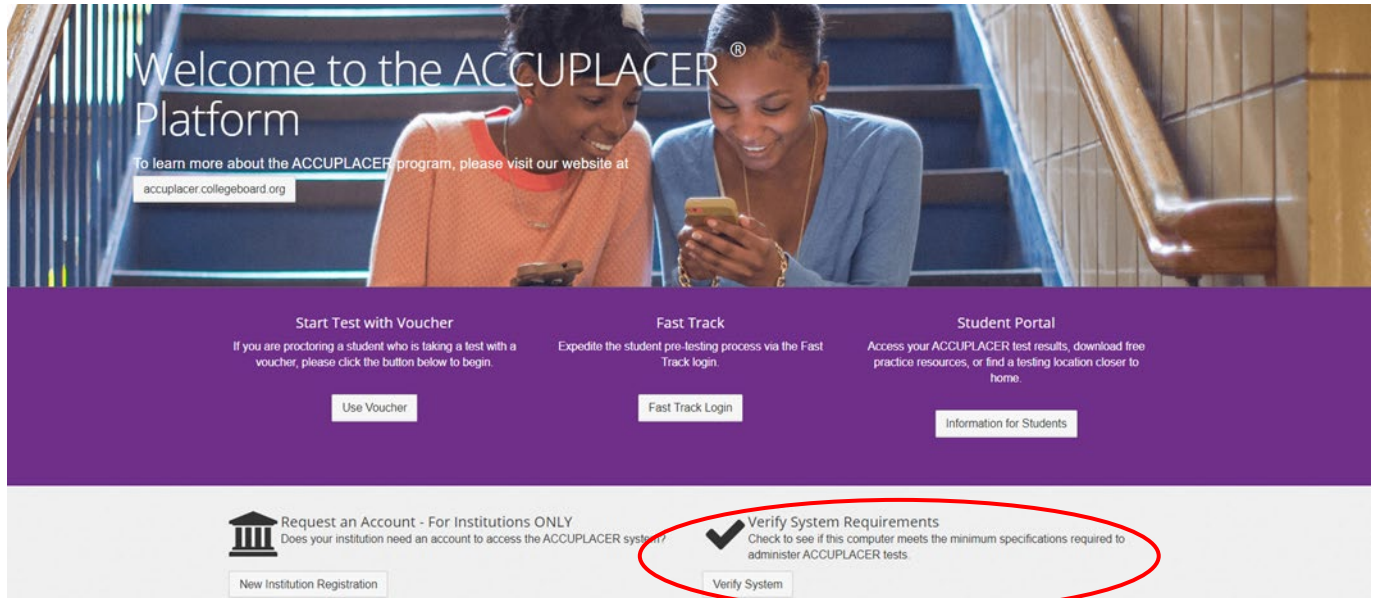 Welcome to the ACCUPLACER ®
Platform
To learn more about the ACCUPLACER program, please visit our website at
accuplacer.collegeboard.org
Start Test with Voucher
If you are proctoring a student who is taking a test with a
voucher, please click the button below to begin.
Use Voucher
Fast Track
Expedite the student pre-testing process via the Fast
Track login.
Fast Track Login
Student Portal
Access your ACCUPLACER test results, download free
practice resources, or find a testing location closer to
home.
Information for Students
Request an Account - For Institutions ONLY
Does your institution need an account to access the ACCUPLACER system?
New Institution Registration
Verify System Requirements
Check to see if this computer meets the minimum specifications required to
administer ACCUPLACER tests.
Verify System